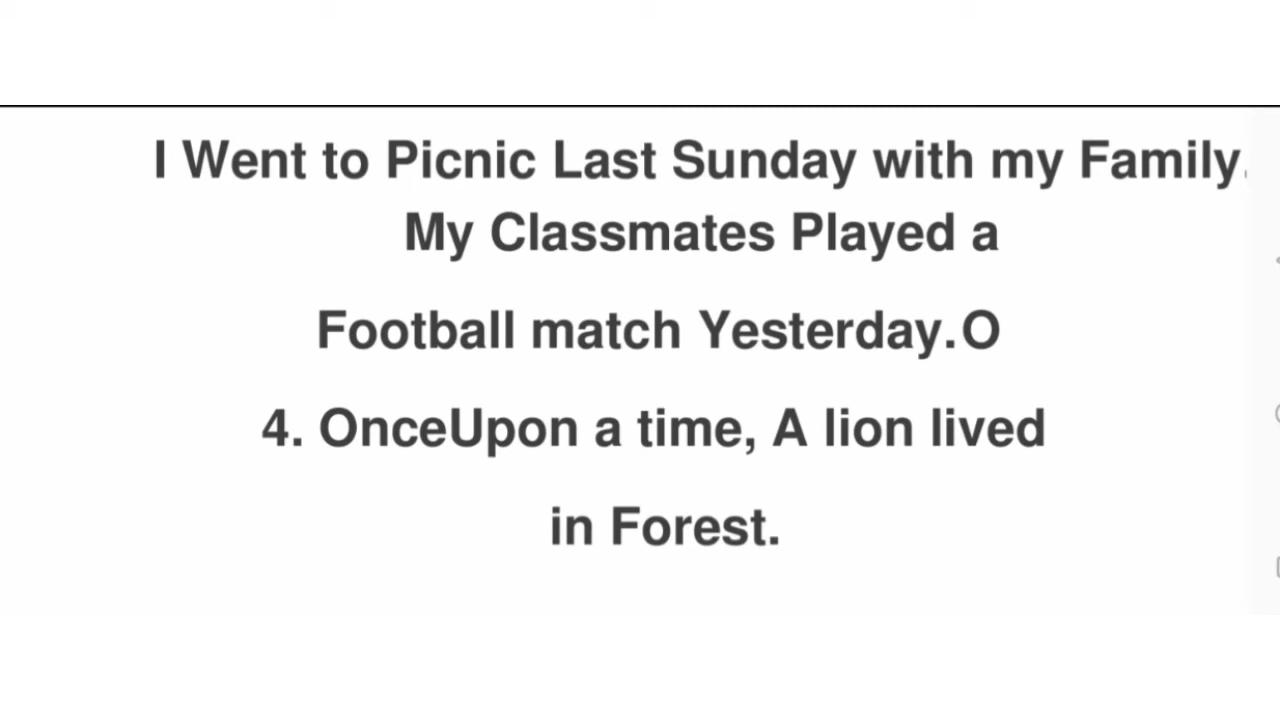 I Went to Picnic Last Sunday with my Family.
My Classmates Played a
Football match Yesterday.O
4. OnceUpon a time, A lion lived
in Forest.